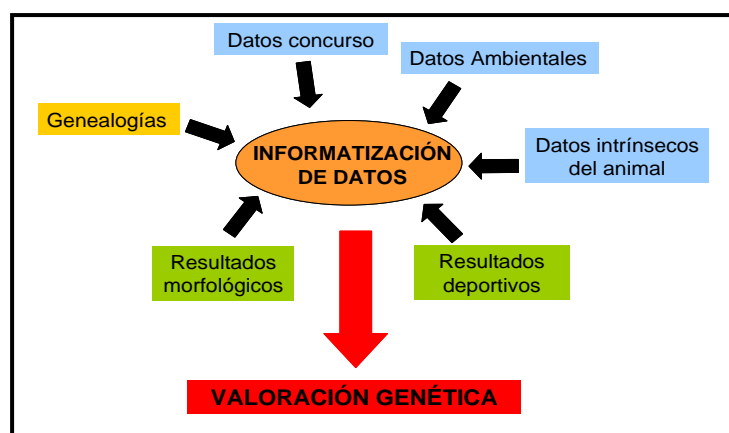 Datos concurso
Datos Ambientales
Genealogías
INFORMATIZACIÓN
DE DATOS
Datos intrínsecos
del animal
Resultados
morfológicos
Resultados
deportivos
VALORACIÓN GENÉTICA